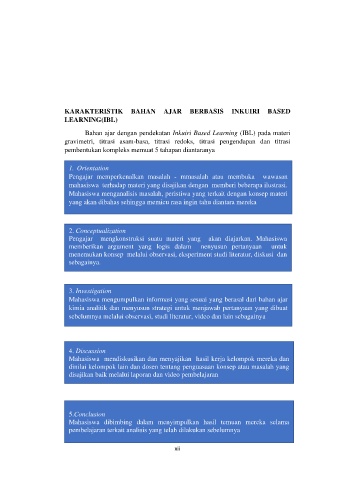 KARAKTERISTIK BAHAN AJAR BERBASIS INKUIRI BASED
LEARNING(IBL)
Bahan ajar dengan pendekatan Inkuiri Based Learning (IBL) pada materi
gravimetri, titrasi asam-basa, titrasi redoks, titrasi pengendapan dan titrasi
pembentukan kompleks memuat 5 tahapan diantaranya
1. Orientation
Pengajar memperkenalkan masalah - mmasalah atau membuka wawasan
mahasiswa terhadap materi yang disajikan dengan memberi beberapa ilustrasi.
Mahasiswa menganalisis masalah, peristiwa yang terkait dengan konsep materi
yang akan dibahas sehingga memicu rasa ingin tahu diantara mereka
2. Conceptualization
Pengajar mengkonstruksi suatu materi yang akan diajarkan. Mahasiswa
memberikan argument yang logis dalam menyusun pertanyaan untuk
menemukan konsep melalui observasi, eksperiment studi literatur, diskusi dan
sebagainya
3. Investigation
Mahasiswa mengumpulkan informasi yang sesuai yang berasal dari bahan ajar
kimia analitik dan menyusun strategi untuk menjawab pertanyaan yang dibuat
sebelumnya melalui observasi, studi literatur, video dan lain sebagainya
4. Discussion
Mahasiswa mendiskusikan dan menyajikan hasil kerja kelompok mereka dan
dinilai kelompok lain dan dosen tentang penguasaan konsep atau masalah yang
disajikan baik melalui laporan dan video pembelajaran
5.Conclusion
Mahasiswa dibimbing dalam menyimpulkan hasil temuan mereka selama
pembelajaran terkait analisis yang telah dilakukan sebelumnya